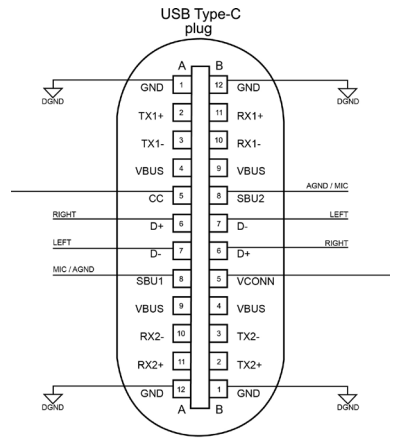 USB Type-C
plug
A B
GND 1 12 GND
DGND DGND
TX1+ 2 11 RX1+
TX1- 3 10 RX1-
VBUS 4 9 VBUS
CC 5 8 SBU2 AGND / MIC
RIGHT D+ 6 7 D- LEFT
LEFT D- 7 6 D+ RIGHT
MIC / AGND SBU1 8 5 VCONN
VBUS 9 4 VBUS
RX2- 10 3 TX2-
RX2+ 11 2 TX2+
GND 12 1 GND
DGND DGND
A B